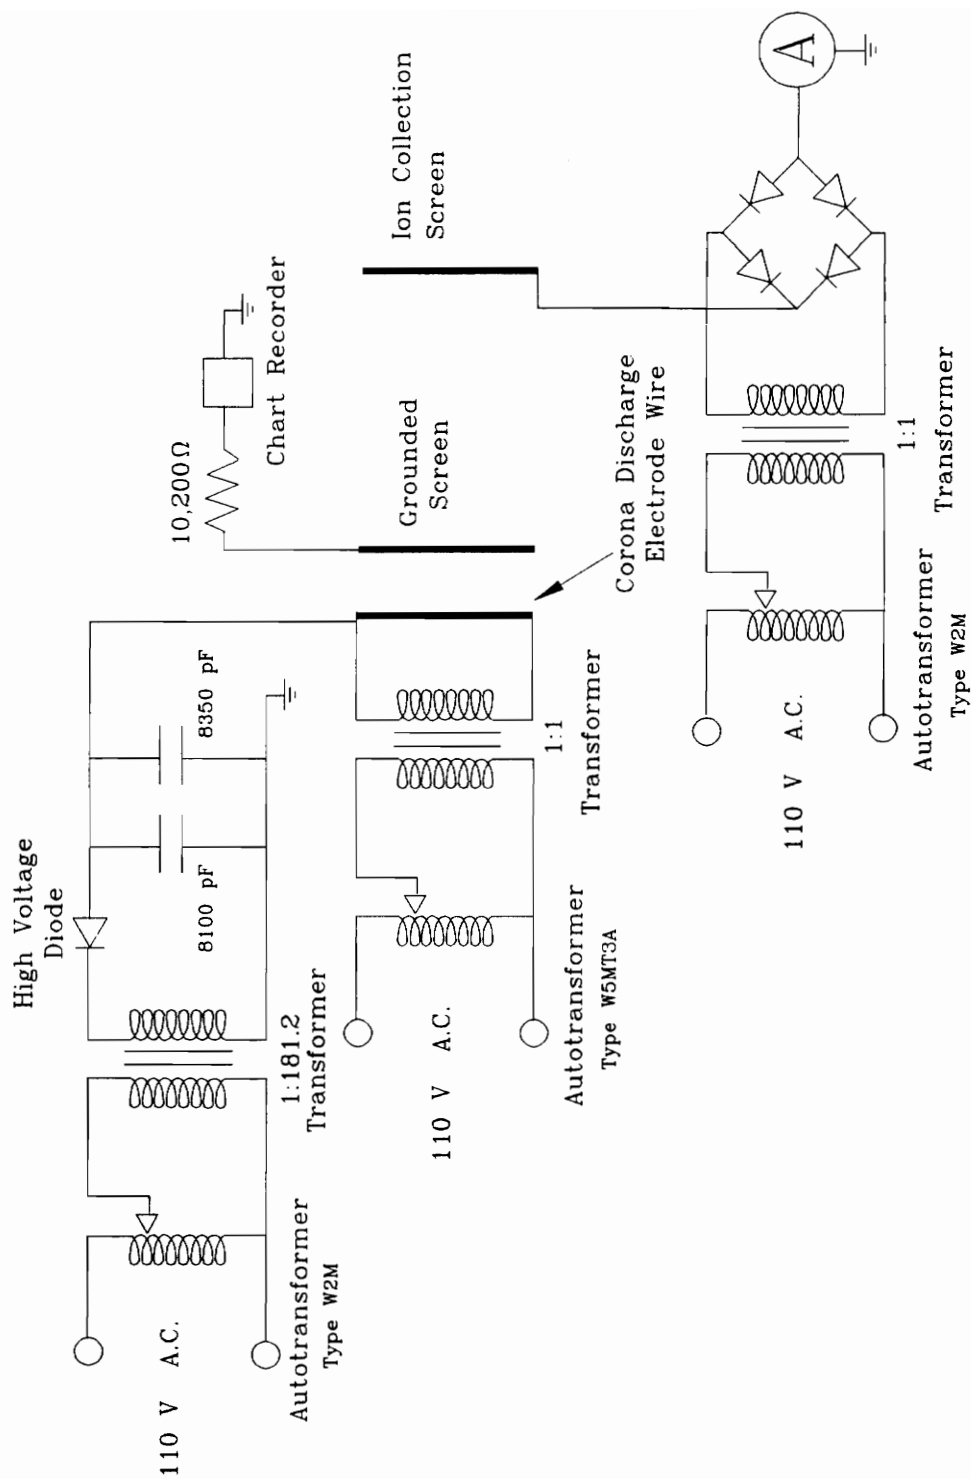 110 V A.C.
Autotransformer
Type W2M
1:181.2
Transformer
High Voltage
Diode
8100 pF
8350 pF
110 V A.C.
Autotransformer
Type W5MT3A
1:1
Transformer
Corona Discharge
Electrode Wire
10,200Ω
Chart Recorder
Grounded
Screen
Ion Collection
Screen
110 V A.C.
Autotransformer
Type W2M
1:1
Transformer
A